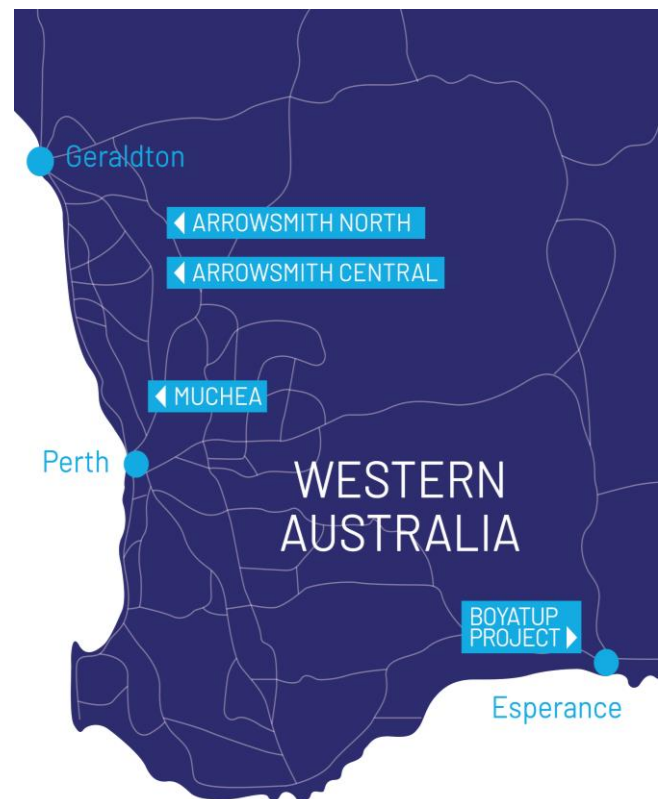 Geraldton
ARROWSMITH NORTH
ARROWSMITH CENTRAL
MUCHEA
Perth
WESTERN
AUSTRALIA
BOYATUP
PROJECT
Esperance